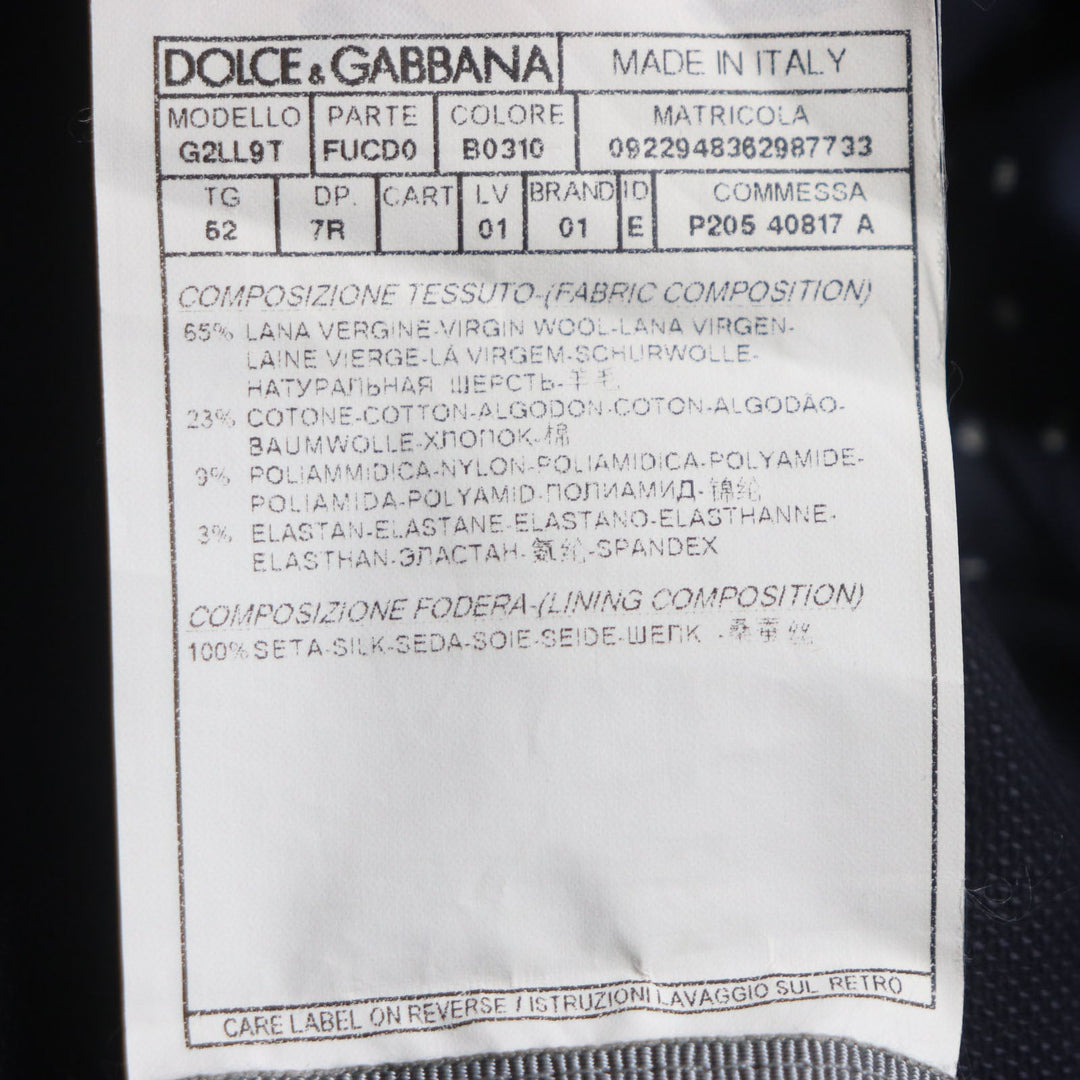 DOLCE & GABBANA MADE IN ITALY
MODELLO PARTE COLORE MATRICOLA
G2LL9T FUCD0 B0310 0922948362987733
TG DP. CART LV BRAND ID COMMESSA
52 7R 01 01 E P205 40817 A
COMPOSIZIONE TESSUTO-(FABRIC COMPOSITION)
65% LANA VERGINE-VIRGIN WOOL-LANA VIRGEN-
LAINE VIERGE-LÁ VIRGEM-SCHURWOLLE-
НАТУРАЛЬНАЯ ШЕРСТЬ-羊毛
23% COTONE-COTTON-ALGODON-COTON-ALGODÃO-
BAUMWOLLE-ХЛОПОК-棉
9% POLIAMMIDICA-NYLON-POLIAMIDICA-POLYAMIDE-
POLIAMIDA-POLYAMID-ПОЛИАМИД-锦纶
3% ELASTAN-ELASTANE-ELASTANO-ELASTHANNE-
ELASTHAN-ЭЛАСТАН-氨纶-SPANDEX
COMPOSIZIONE FODERA-(LINING COMPOSITION)
100% SETA-SILK-SEDA-SOIE-SEIDE-ШЕЛК -桑蚕丝
CARE LABEL ON REVERSE / ISTRUZIONI LAVAGGIO SUL RETRO